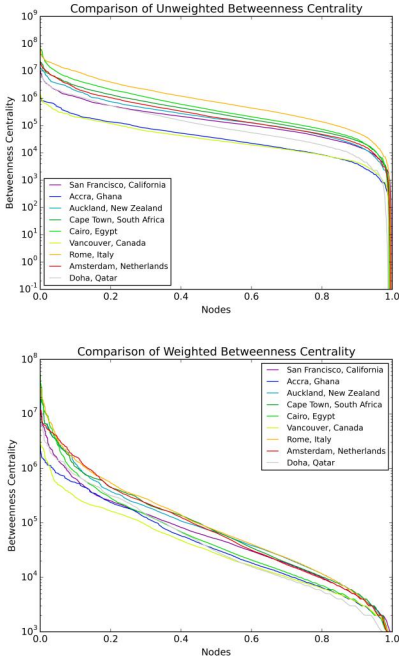 Comparison of Unweighted Betweenness Centrality
10^9
10^8
10^7
10^6
10^5
10^4
10^3
10^2
10^1
10^0
10^-1
Betweenness Centrality
San Francisco, California
Accra, Ghana
Auckland, New Zealand
Cape Town, South Africa
Cairo, Egypt
Vancouver, Canada
Rome, Italy
Amsterdam, Netherlands
Doha, Qatar
0.0 0.2 0.4 0.6 0.8 1.0
Nodes
Comparison of Weighted Betweenness Centrality
10^8
10^7
10^6
10^5
10^4
10^3
Betweenness Centrality
San Francisco, California
Accra, Ghana
Auckland, New Zealand
Cape Town, South Africa
Cairo, Egypt
Vancouver, Canada
Rome, Italy
Amsterdam, Netherlands
Doha, Qatar
0.0 0.2 0.4 0.6 0.8 1.0
Nodes